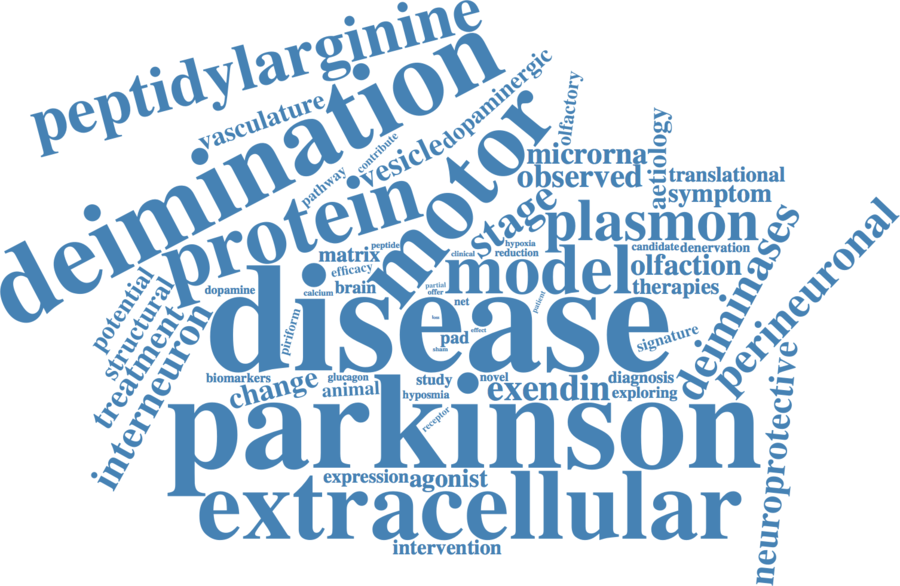 peptidylarginine
deimination
vasculature
contribute
pathway
vesicle
dopaminergic
olfactory
motor
protein
microrna
observed
aetiology
translational
symptom
stage
plasmon
peptide
matrix
efficacy
clinical
hypoxia
reduction
candidate
denervation
model
olfaction
therapies
deiminases
perineuronal
potential
structural
treatment
interneuron
dopamine
calcium
brain
partial
offer
net
patient
disease
piriform
low
effect
pad
chain
signature
biomarkers
change
glucagon
animal
study
hyposmia
novel
exendin
diagnosis
exploring
receptor
parkinson
neuroprotective
expression
agonist
extracellular
intervention